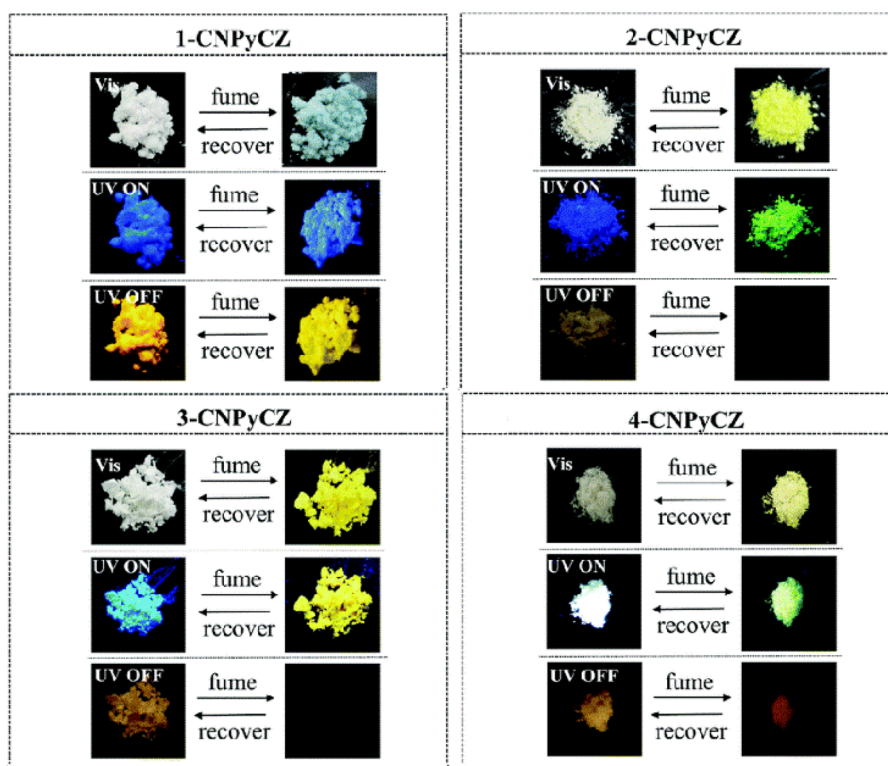 1-CNPyCZ
Vis
fume
recover
UV ON
fume
recover
UV OFF
fume
recover
2-CNPyCZ
Vis
fume
recover
UV ON
fume
recover
UV OFF
fume
recover
3-CNPyCZ
Vis
fume
recover
UV ON
fume
recover
UV OFF
fume
recover
4-CNPyCZ
Vis
fume
recover
UV ON
fume
recover
UV OFF
fume
recover